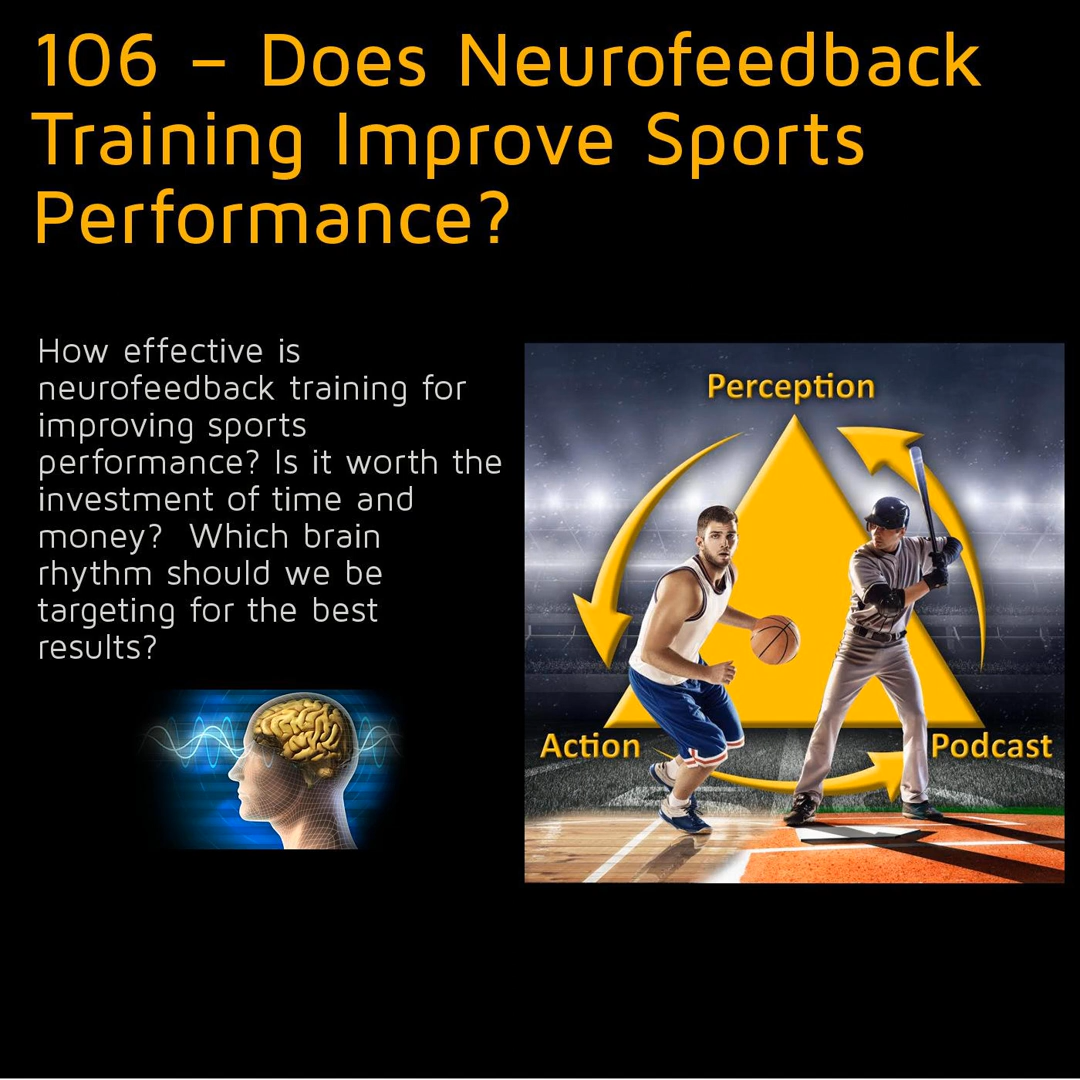 106 – Does Neurofeedback
Training Improve Sports
Performance?
How effective is
neurofeedback training for
improving sports
performance? Is it worth the
investment of time and
money?  Which brain
rhythm should we be
targeting for the best
results?
Perception
Action
Podcast